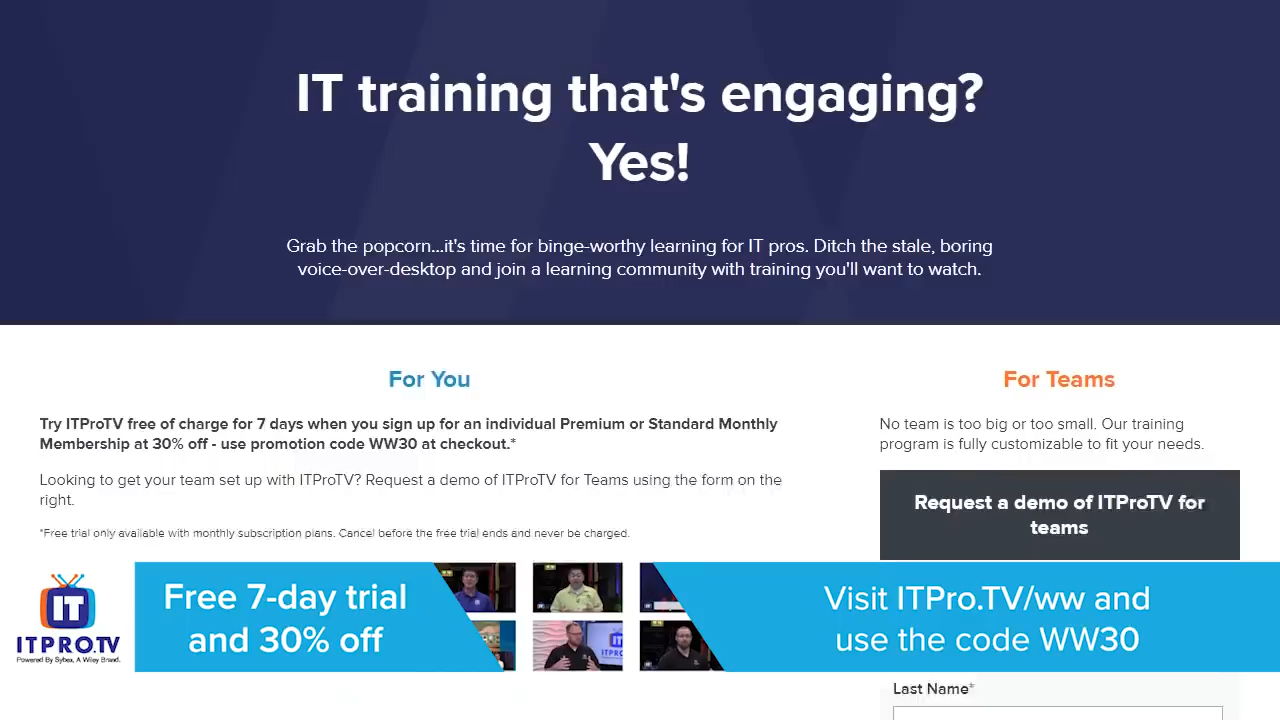 IT training that's engaging?
Yes!
Grab the popcorn...it's time for binge-worthy learning for IT pros. Ditch the stale, boring
voice-over-desktop and join a learning community with training you'll want to watch.
For You
Try ITProTV free of charge for 7 days when you sign up for an individual Premium or Standard Monthly
Membership at 30% off - use promotion code WW30 at checkout.*
Looking to get your team set up with ITProTV? Request a demo of ITProTV for Teams using the form on the
right.
*Free trial only available with monthly subscription plans. Cancel before the free trial ends and never be charged.
For Teams
No team is too big or too small. Our training
program is fully customizable to fit your needs.
Request a demo of ITProTV for
teams
IT
ITPRO.TV
Powered By Sybex, A Wiley Brand.
Free 7-day trial
and 30% off
Visit ITPro.TV/ww and
use the code WW30
Last Name*